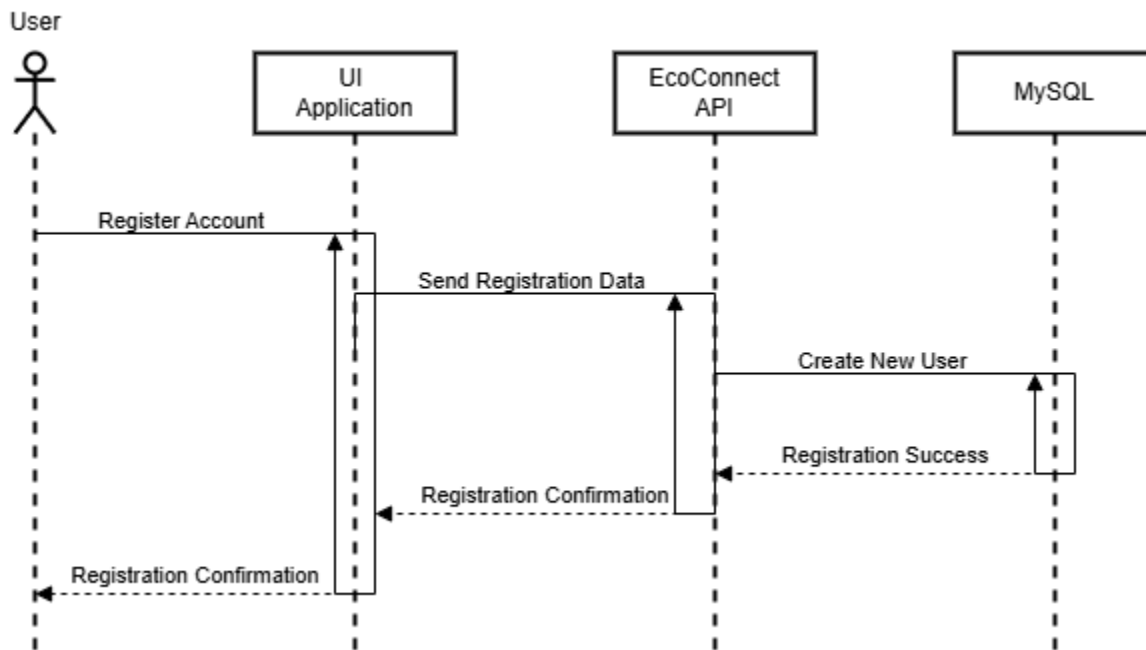 User
UI
Application
EcoConnect
API
MySQL
Register Account
Send Registration Data
Create New User
Registration Success
Registration Confirmation
Registration Confirmation